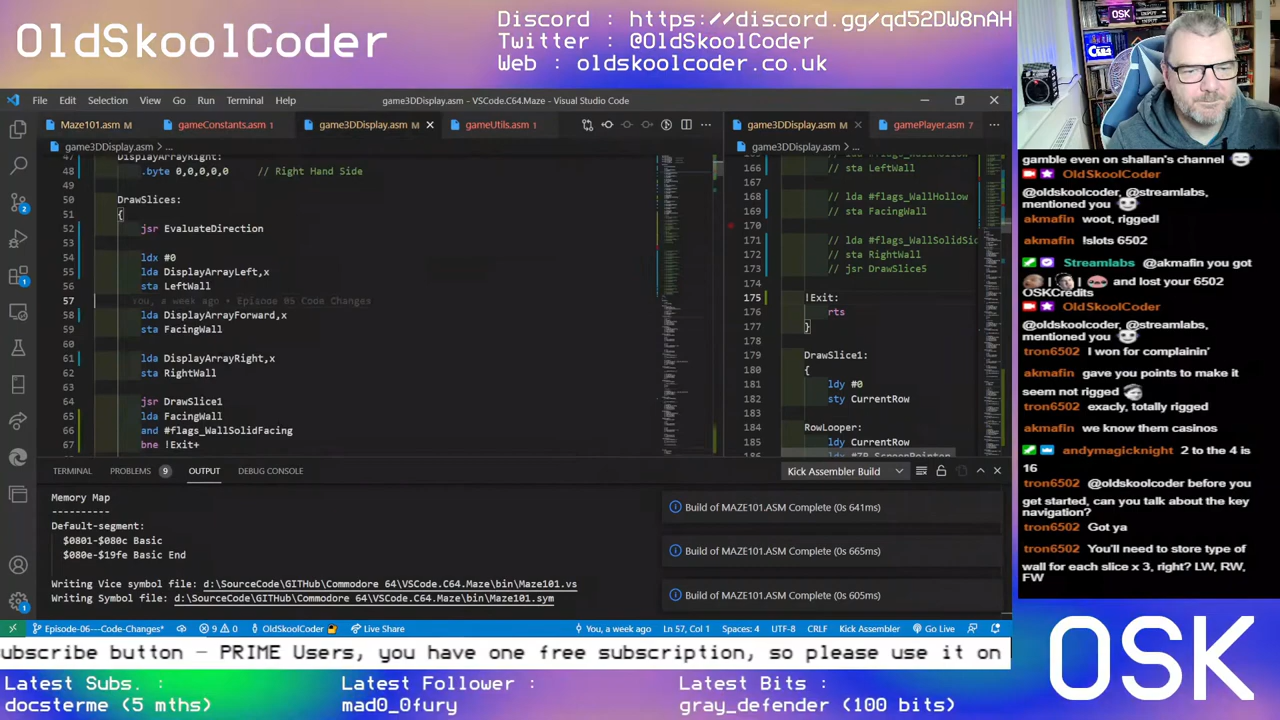 OldSkoolCoder
Discord : https://discord.gg/qd52DW8nAH
Twitter : @OldSkoolCoder
Web : oldskoolcoder.co.uk
File Edit Selection View Go Run Terminal Help
game3DDisplay.asm - VSCode.C64.Maze - Visual Studio Code
Maze101.asm M
gameConstants.asm 1
game3DDisplay.asm M
gameUtils.asm 1
game3DDisplay.asm M
gamePlayer.asm 7
game3DDisplay.asm > ...
game3DDisplay.asm > ...
47 DisplayArrayRight:
48 .byte 0,0,0,0,0 // Right Hand Side
49
50 DrawSlices:
51 {
52 jsr EvaluateDirection
53
54 ldx #0
55 lda DisplayArrayLeft,x
56 sta LeftWall
57 You, a week ago • Episode 05 Code Changes
58 lda DisplayArrayForward,x
59 sta FacingWall
60
61 lda DisplayArrayRight,x
62 sta RightWall
63
64 jsr DrawSlice1
65 lda FacingWall
66 and #flags_WallSolidFacing
67 bne !Exit+
166 // sta LeftWall
167
168 // lda #flags_WallHollow
169 // sta FacingWall
170
171 // lda #flags_WallSolidSi
172 // sta RightWall
173 // jsr DrawSlice5
174
175 !Exit:
176 rts
177 }
178
179 DrawSlice1:
180 {
181 ldy #0
182 sty CurrentRow
183
184 RowLooper:
185 ldy CurrentRow
TERMINAL PROBLEMS 9 OUTPUT DEBUG CONSOLE
Kick Assembler Build
Memory Map
----------
Default-segment:
$0801-$080c Basic
$080e-$19fe Basic End
Writing Vice symbol file: d:\SourceCode\GITHub\Commodore 64\VSCode.C64.Maze\bin\Maze101.vs
Writing Symbol file: d:\SourceCode\GITHub\Commodore 64\VSCode.C64.Maze\bin\Maze101.sym
Build of MAZE101.ASM Complete (0s 641ms)
Build of MAZE101.ASM Complete (0s 665ms)
Build of MAZE101.ASM Complete (0s 605ms)
Episode-06---Code-Changes* 9 0 OldSkoolCoder Live Share You, a week ago Ln 57, Col 1 Spaces: 4 UTF-8 CRLF Kick Assembler Go Live
ubscribe button – PRIME Users, you have one free subscription, so please use it on
Latest Subs. :
docsterme (5 mths)
Latest Follower :
mad0_0fury
Latest Bits :
gray_defender (100 bits)
gamble even on shallan's channel
OldSkoolCoder
@oldskoolcoder, @streamlabs,
mentioned you
akmafin woot, rigged!
akmafin !slots 6502
Streamlabs @akmafin you got
and lost your 6502
OSKCredits
OldSkoolCoder
@oldskoolcoder, @streamlabs,
mentioned you
tron6502 I won for complainin'
akmafin gave you points to make it
seem not rigged
tron6502 exacly, totally rigged
akmafin we know them casinos
andymagicknight 2 to the 4 is
16
tron6502 @oldskoolcoder before you
get started, can you talk about the key
navigation?
tron6502 Got ya
tron6502 You'll need to store type of
wall for each slice x 3, right? LW, RW,
FW
OSK